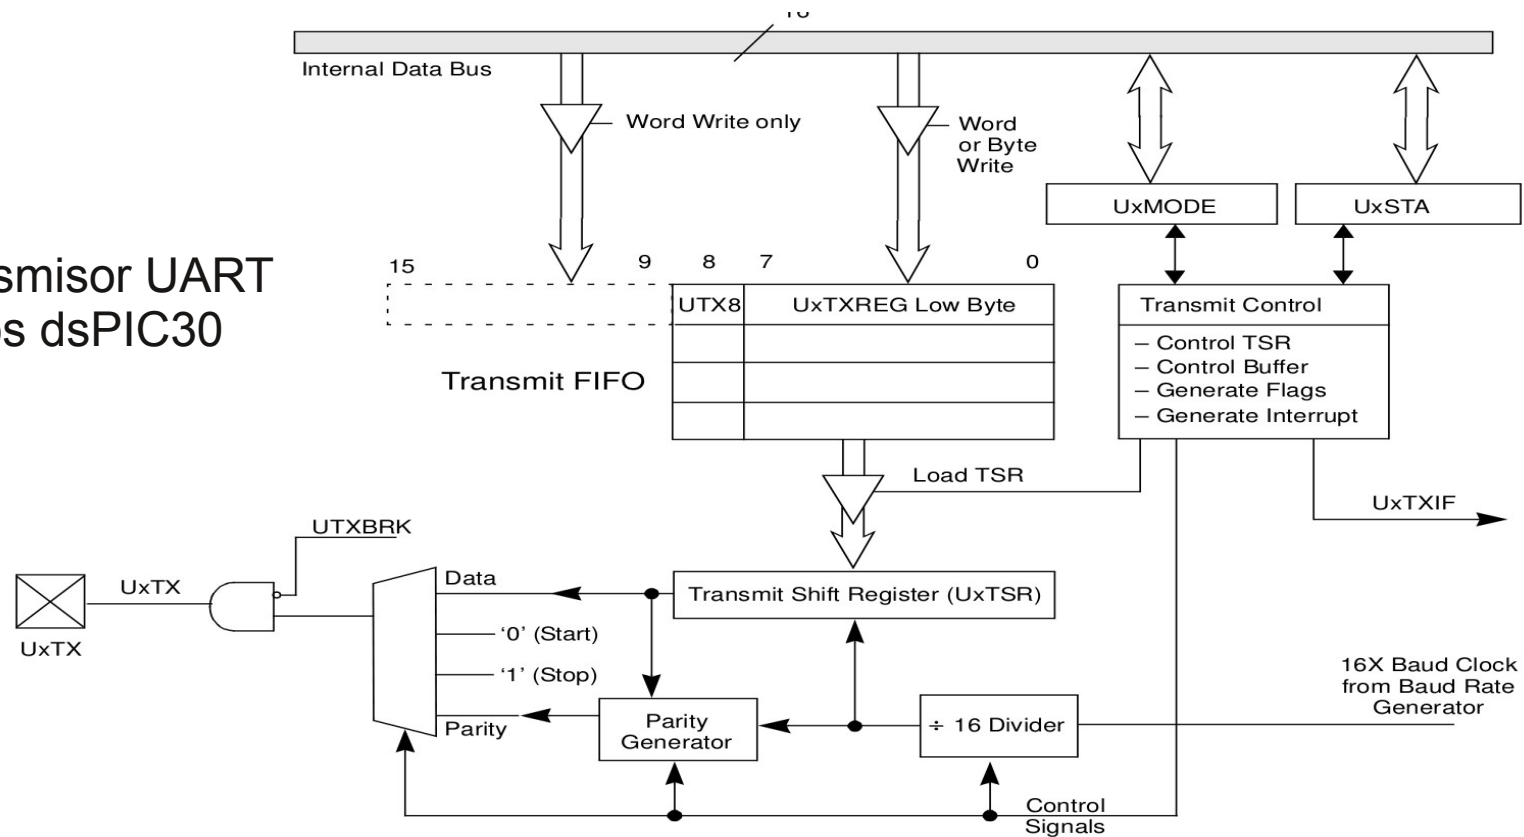 Internal Data Bus
Word Write only
Word
or Byte
Write
UxMODE
UxSTA
smisor UART
s dsPIC30
15
9
8
7
0
UTX8
UxTXREG Low Byte
Transmit FIFO
Transmit Control
– Control TSR
– Control Buffer
– Generate Flags
– Generate Interrupt
Load TSR
UxTXIF
UTXBRK
UxTX
UxTX
Data
‘0’ (Start)
‘1’ (Stop)
Parity
Transmit Shift Register (UxTSR)
Parity
Generator
÷ 16 Divider
16X Baud Clock
from Baud Rate
Generator
Control
Signals